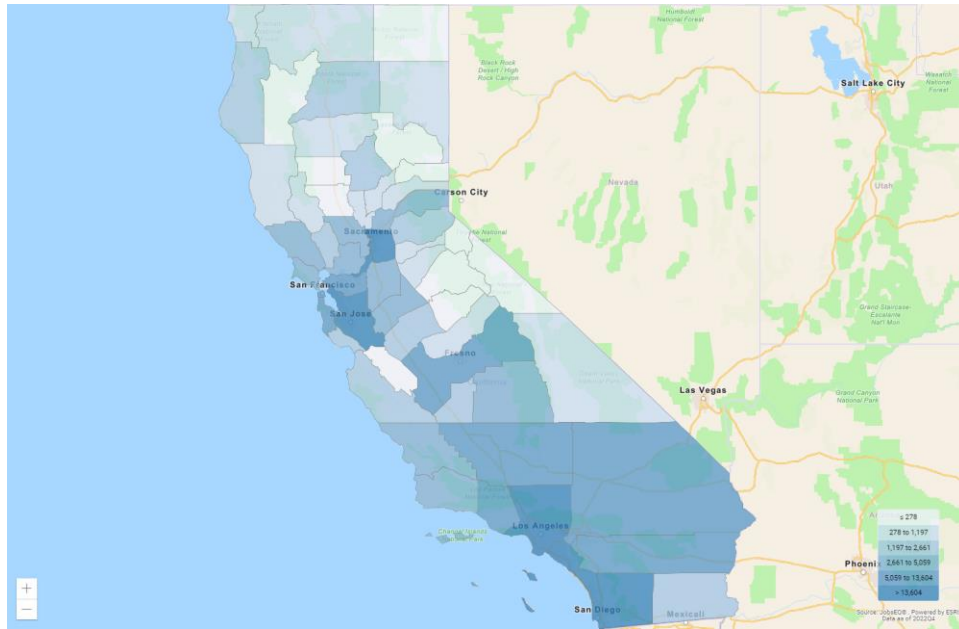 Humboldt
National Forest
Black Rock
Desert / High
Rock Canyon
Salt Lake City
Wasatch
National
Forest
Carson City
Nevada
Utah
Sacramento
San Francisco
San Jose
Fresno
Grand Staircase-
Escalante
Nat'l Mon
Las Vegas
Grand Canyon
National Park
Los Angeles
Channel Islands
≤ 278
278 to 1,197
1,197 to 2,661
2,661 to 5,059
5,059 to 13,604
> 13,604
Phoenix
San Diego
Mexicali
+
−
Source: JobsEQ®, Powered by ESRI
Data as of 2022Q4